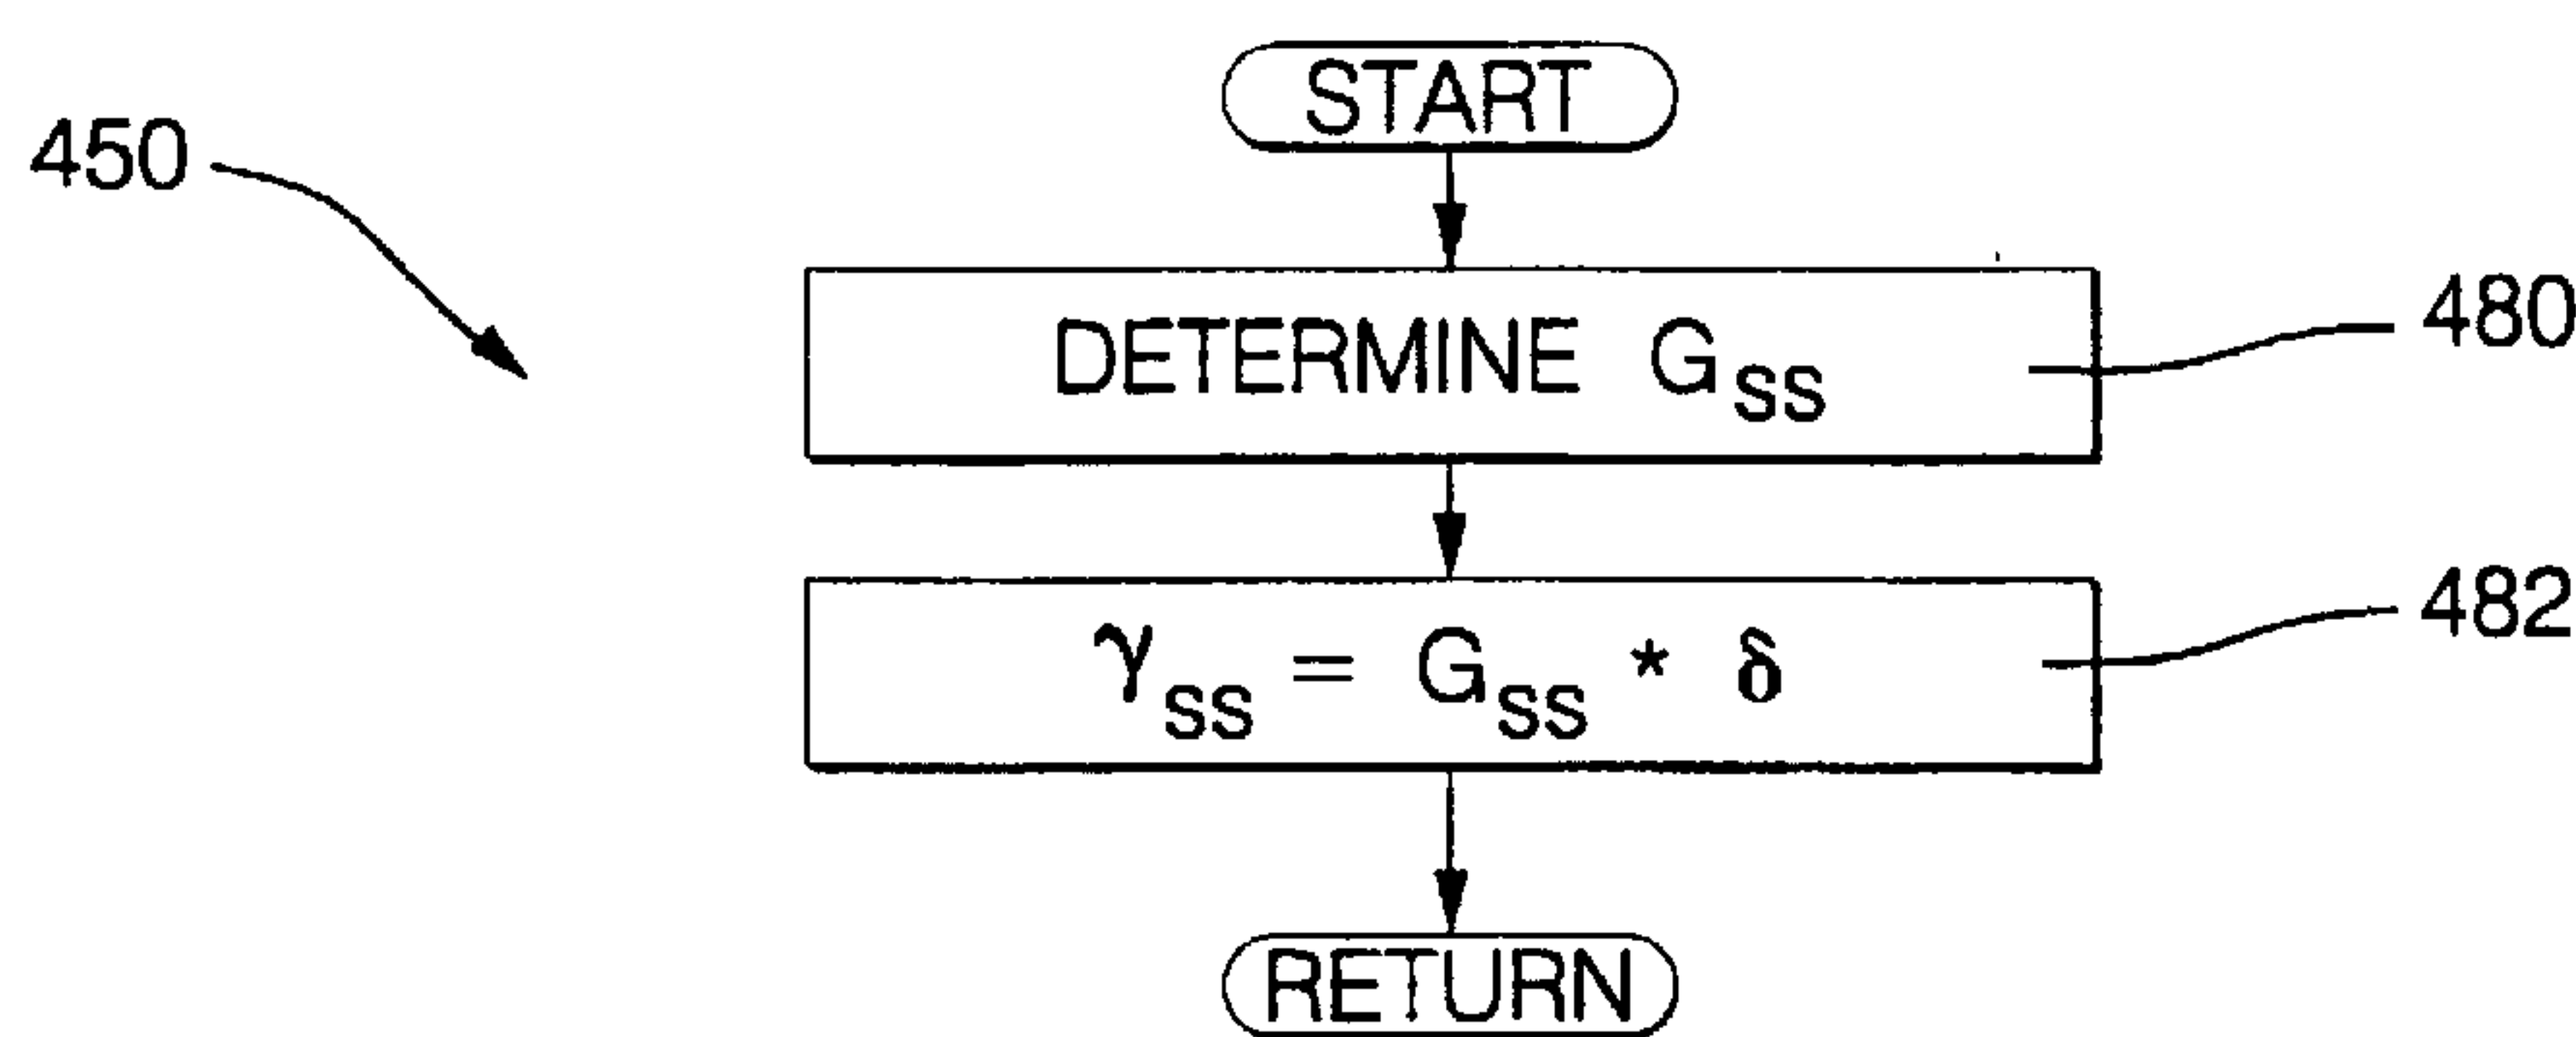 START
450
DETERMINE G_SS
480
γ_SS = G_SS * δ
482
RETURN